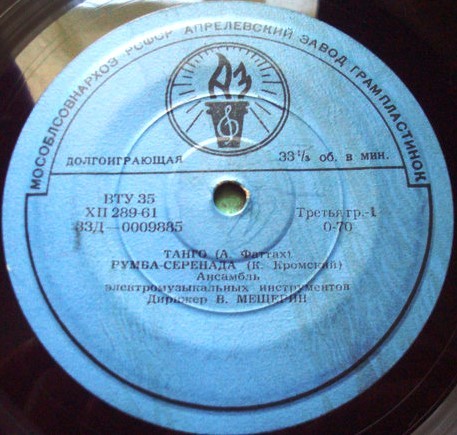 МОСОБЛСОВНАРХОЗ РСФСР АПРЕЛЕВСКИЙ ЗАВОД ГРАМПЛАСТИНОК
АЗ
ДОЛГОИГРАЮЩАЯ 33⅓ об. в мин.
ВТУ 35
ХП 289-61 Третья гр.-1
33Д—0009885 0-70
ТАНГО (А. Фаттах)
РУМБА-СЕРЕНАДА (К. Кромский)
Ансамбль
электромузыкальных инструментов
Дирижер В. МЕЩЕРИН